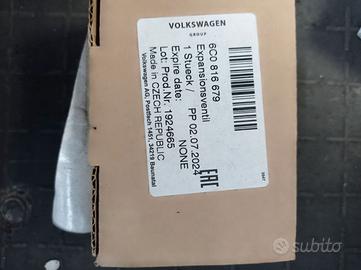 VOLKSWAGEN
GROUP
6C0 816 679
Expansionsventil
1 Stueck / PP 02.07.2024
Expire date: NONE
Lot: Prod.Nr. 1924665
Made in CZECH REPUBLIC
Volkswagen AG, Postfach 1451, 34219 Baunatal
EAC
subito